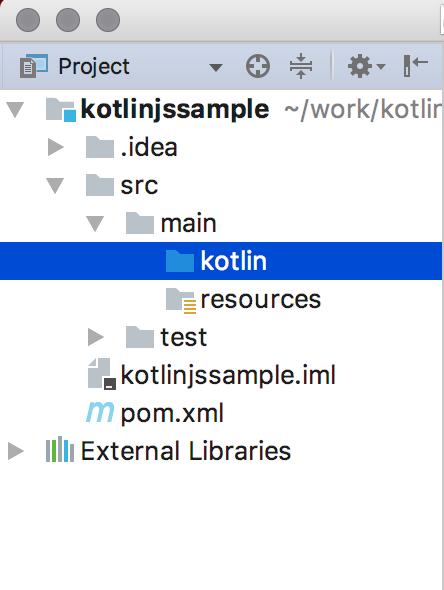 Project
kotlinjssample ~/work/kotlin
.idea
src
main
kotlin
resources
test
kotlinjssample.iml
pom.xml
External Libraries